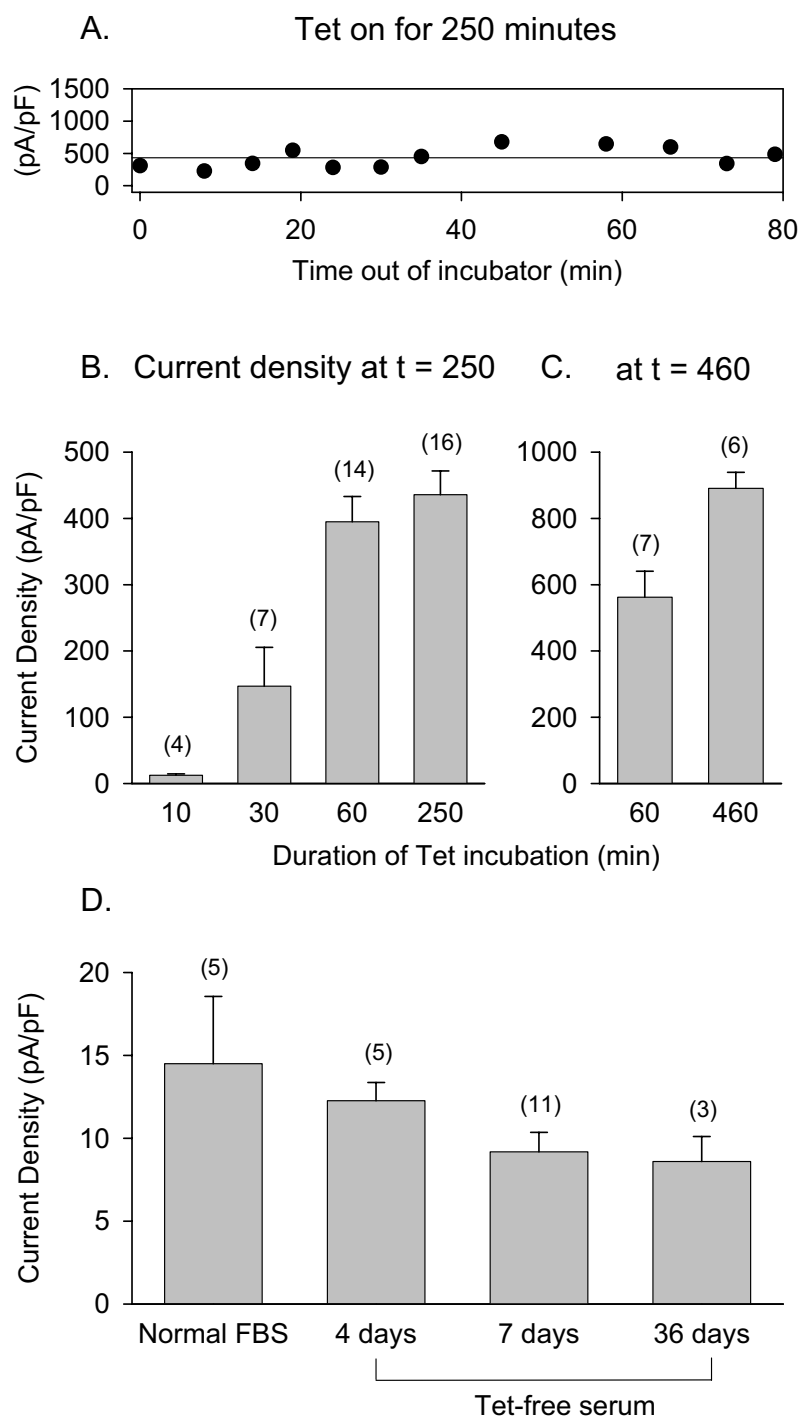 A. Tet on for 250 minutes
(pA/pF)
1500
1000
500
0
0 20 40 60 80
Time out of incubator (min)
B. Current density at t = 250
C. at t = 460
Current Density (pA/pF)
500
400
300
200
100
0
(4) (7) (14) (16)
10 30 60 250
1000
800
600
400
200
0
(7) (6)
60 460
Duration of Tet incubation (min)
D.
Current Density (pA/pF)
20
15
10
5
0
(5) (5) (11) (3)
Normal FBS 4 days 7 days 36 days
Tet-free serum